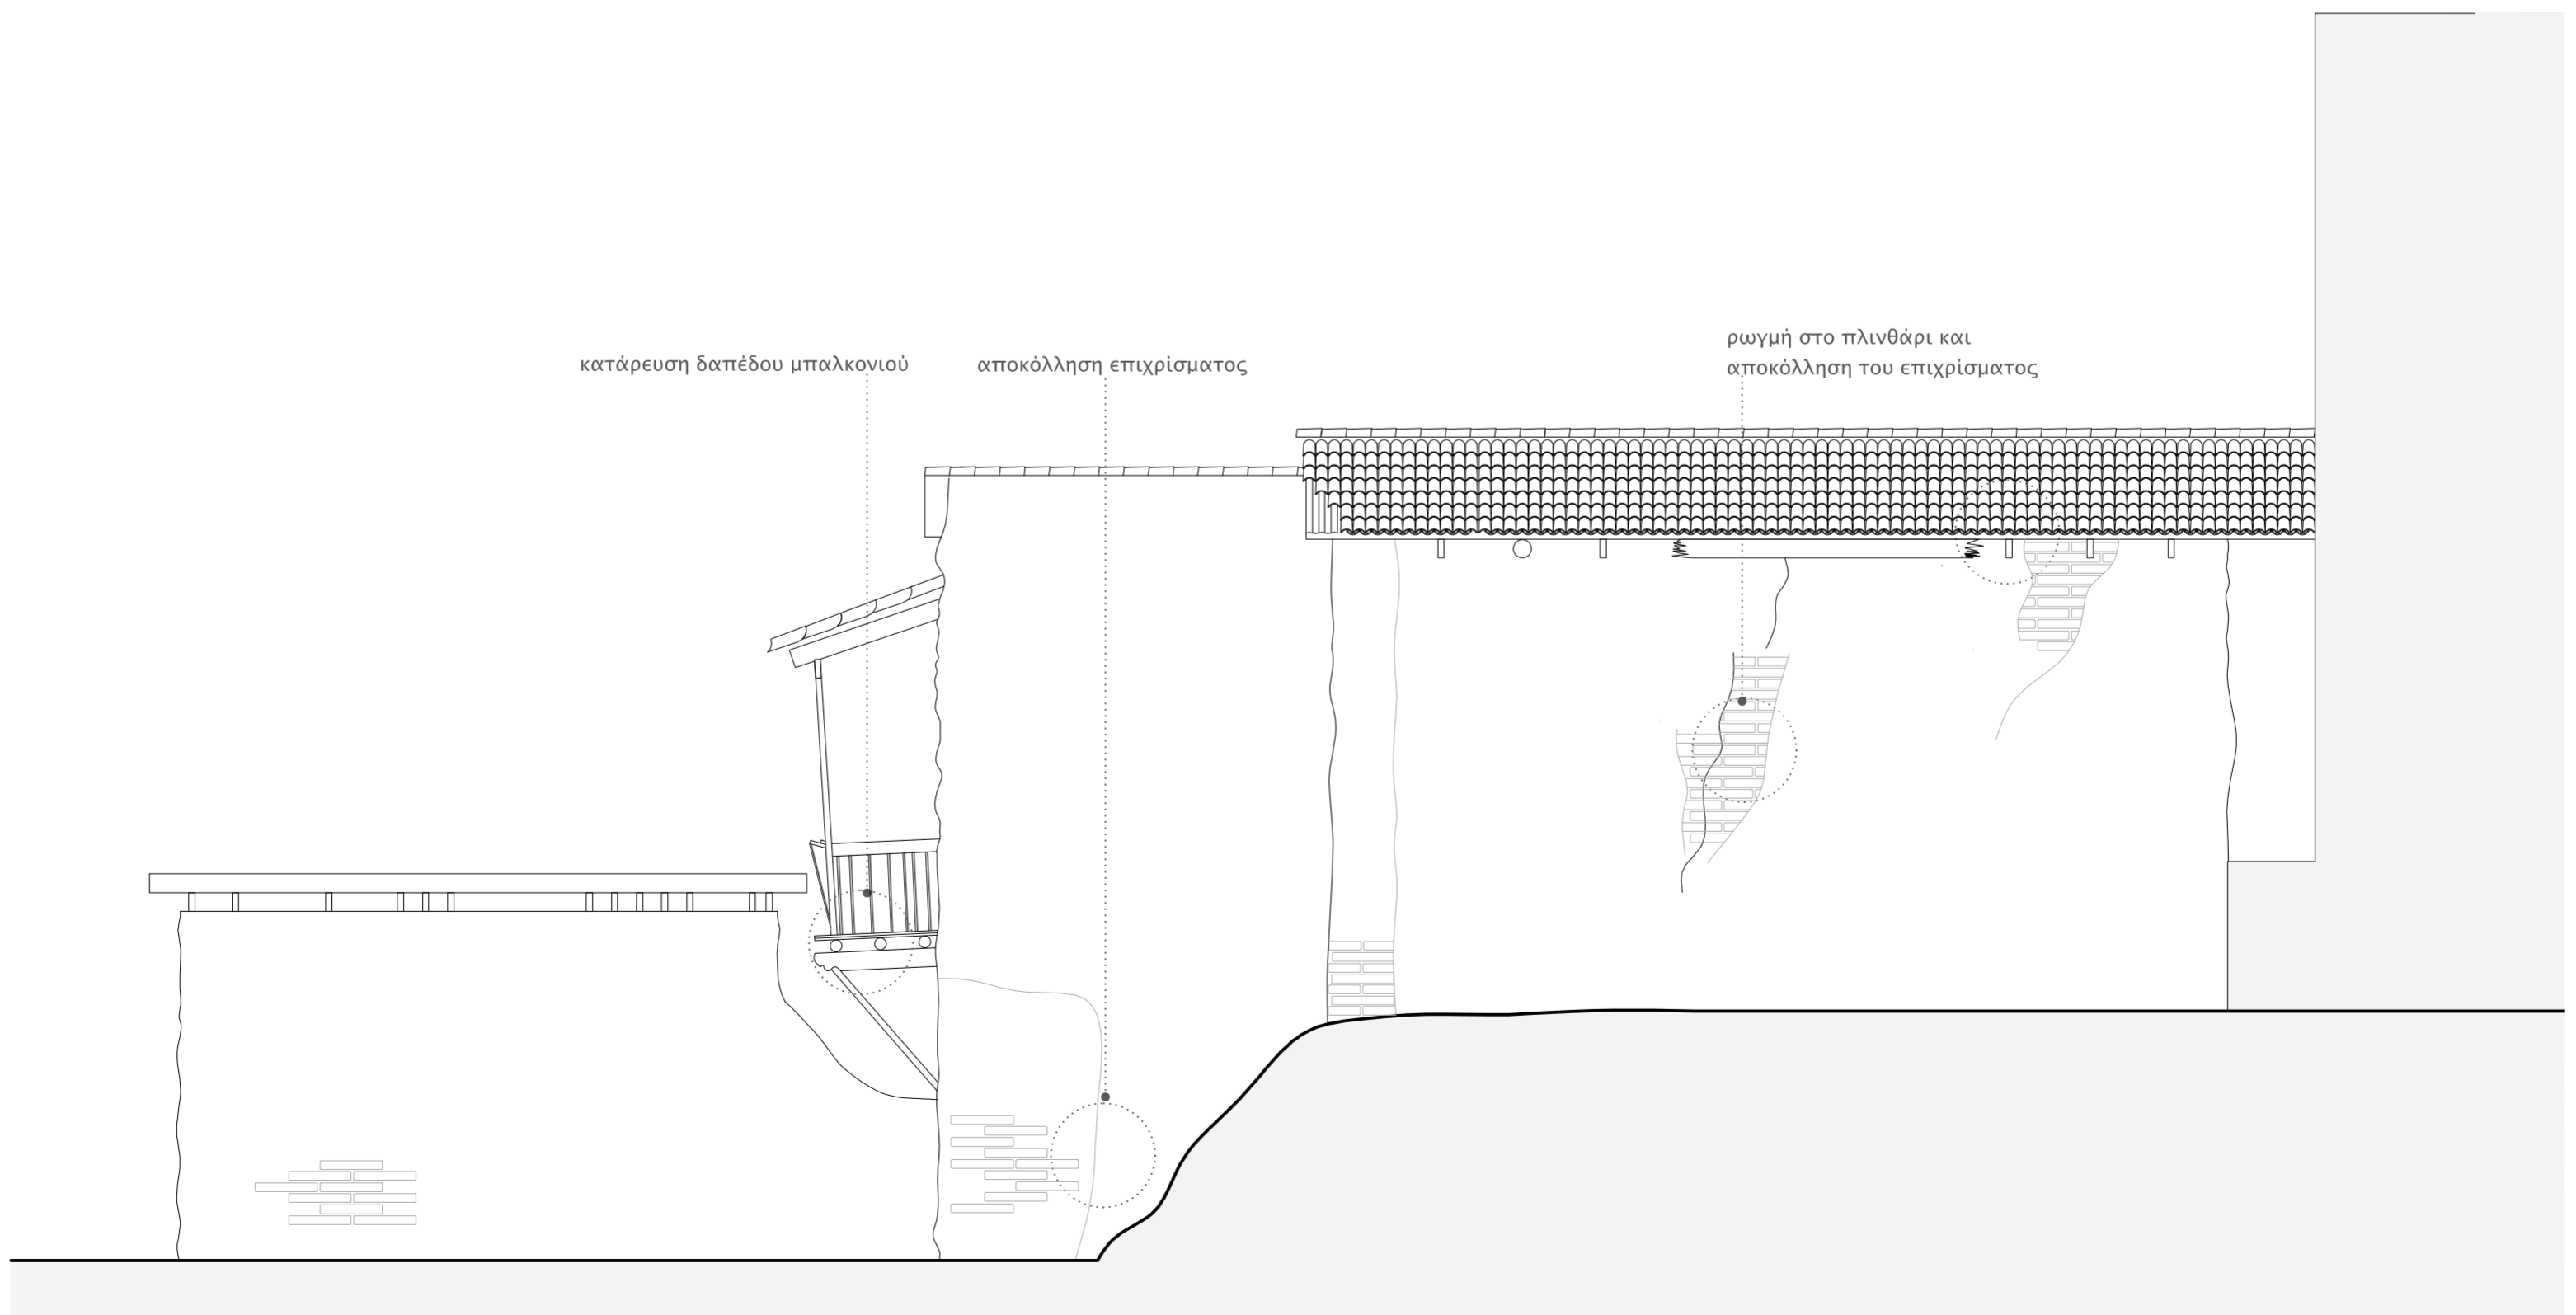 κατάρευση δαπέδου μπαλκονιού
αποκόλληση επιχρίσματος
ρωγμή στο πλινθάρι και
αποκόλληση του επιχρίσματος